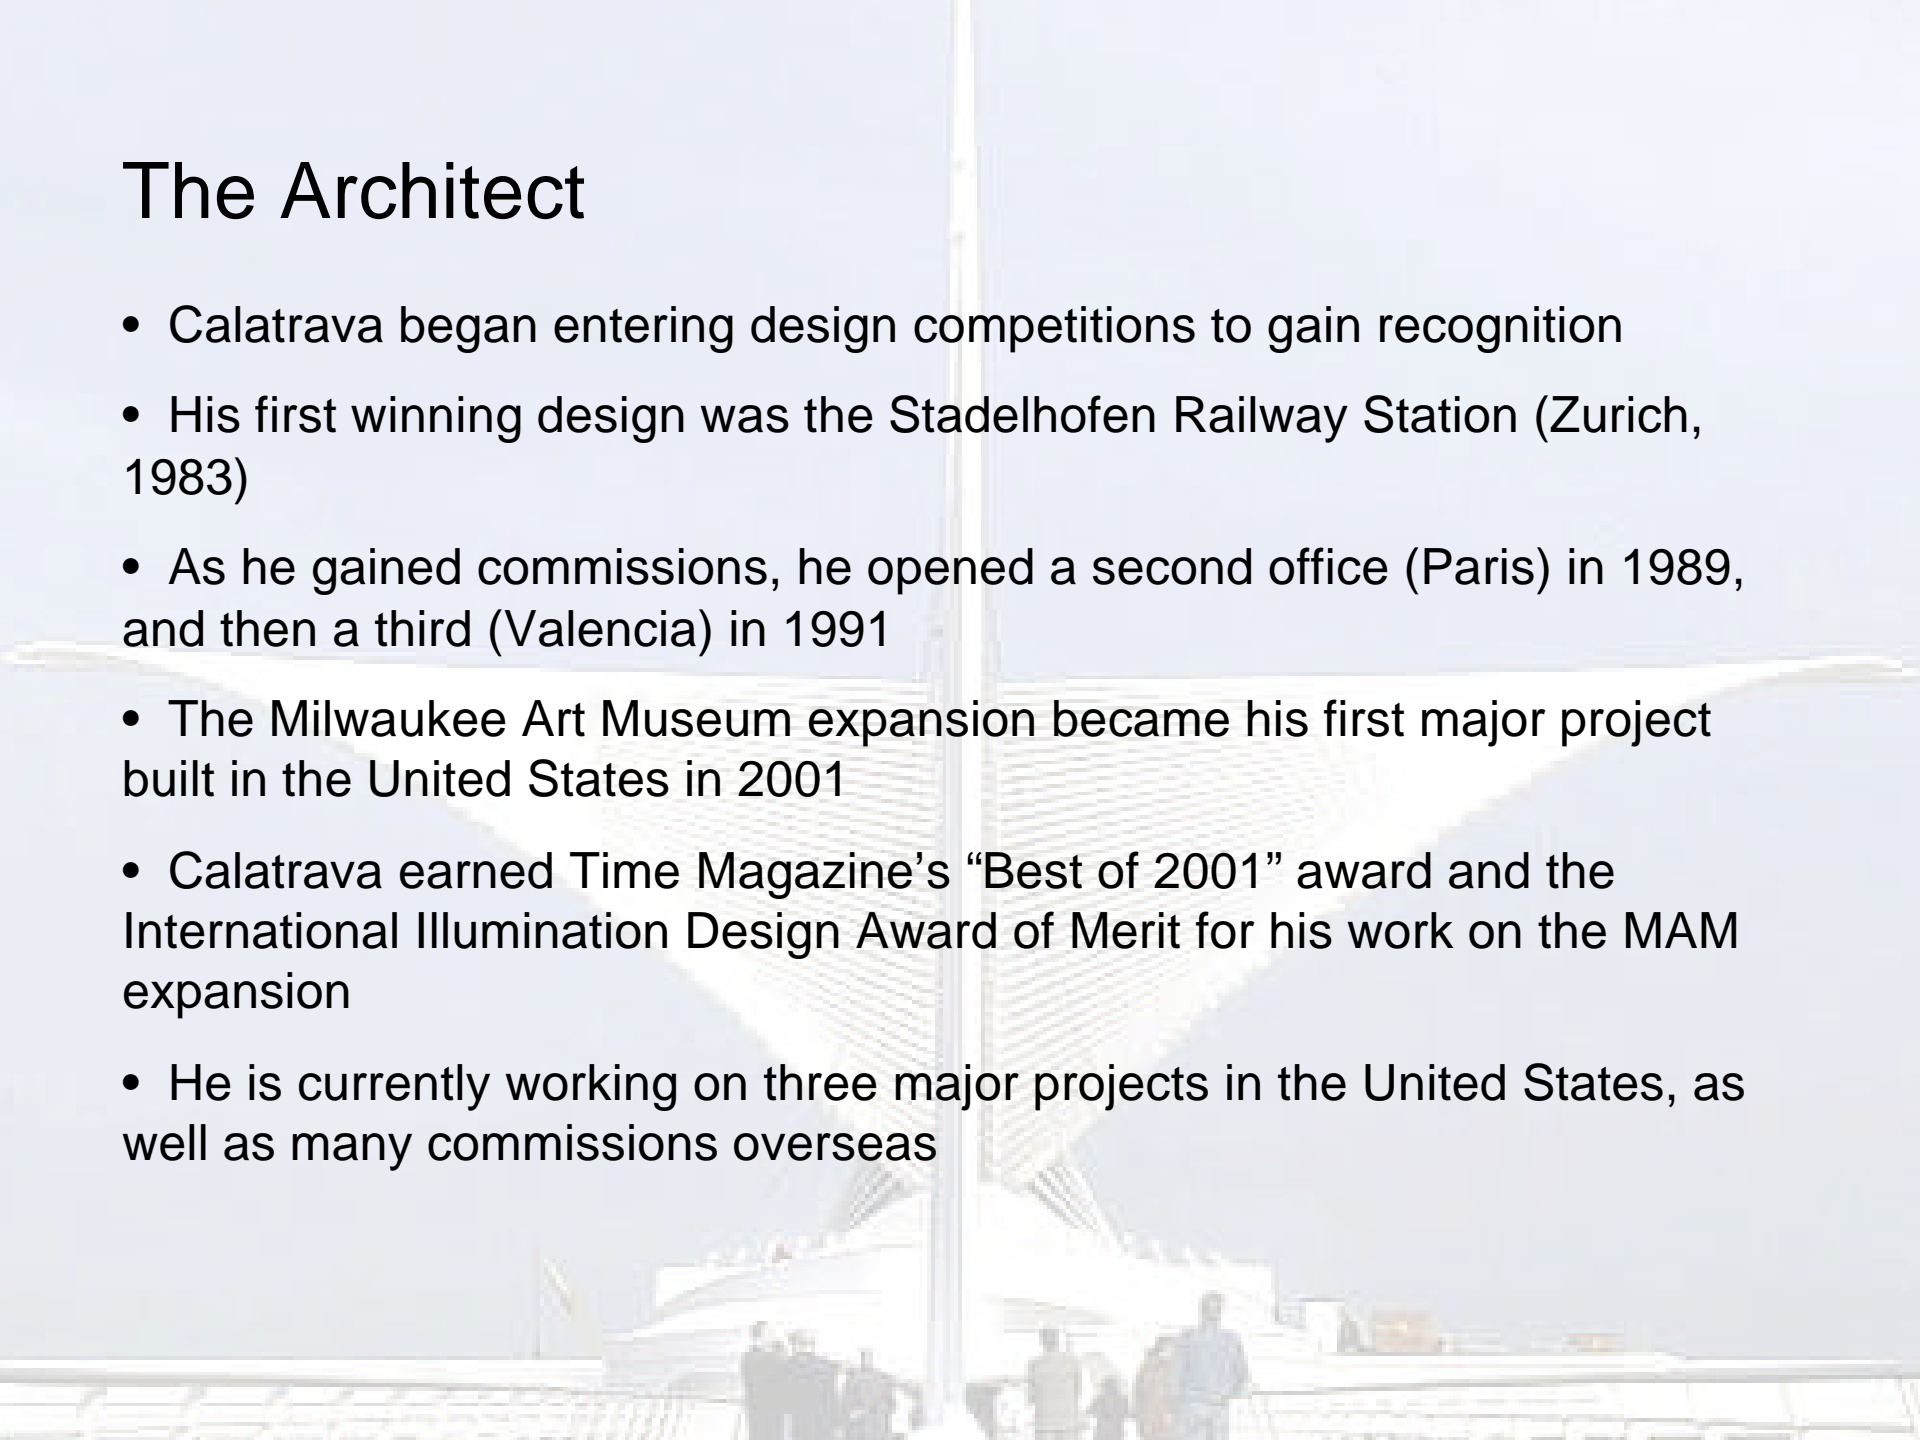 The Architect
• Calatrava began entering design competitions to gain recognition
• His first winning design was the Stadelhofen Railway Station (Zurich,
1983)
• As he gained commissions, he opened a second office (Paris) in 1989,
and then a third (Valencia) in 1991
• The Milwaukee Art Museum expansion became his first major project
built in the United States in 2001
• Calatrava earned Time Magazine’s “Best of 2001” award and the
International Illumination Design Award of Merit for his work on the MAM
expansion
• He is currently working on three major projects in the United States, as
well as many commissions overseas